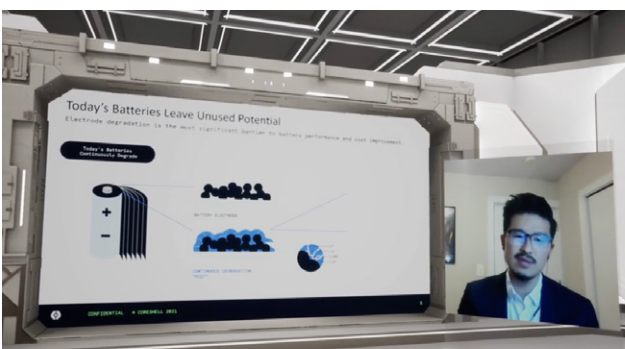 Today's Batteries Leave Unused Potential
Electrode degradation is the most significant barrier to battery performance and cost improvement.
Today's Batteries
Continuously Degrade
BATTERY ELECTRODE
CONTINUOUS DEGRADATION
CONFIDENTIAL © CORESHELL 2021